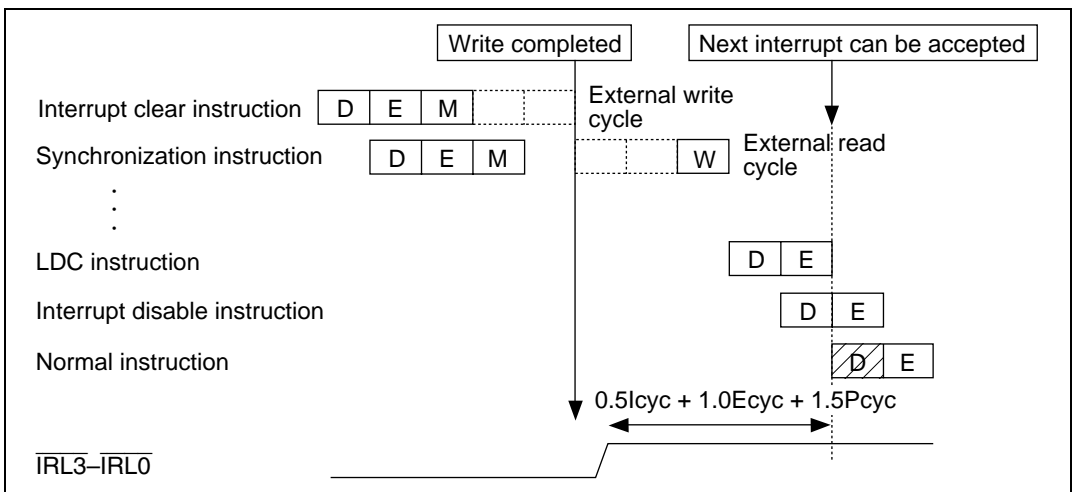 Write completed Next interrupt can be accepted
Interrupt clear instruction D E M External write
cycle
Synchronization instruction D E M W External read
cycle
.
.
.
LDC instruction D E
Interrupt disable instruction D E
Normal instruction D E
0.5Icyc + 1.0Ecyc + 1.5Pcyc
IRL3–IRL0